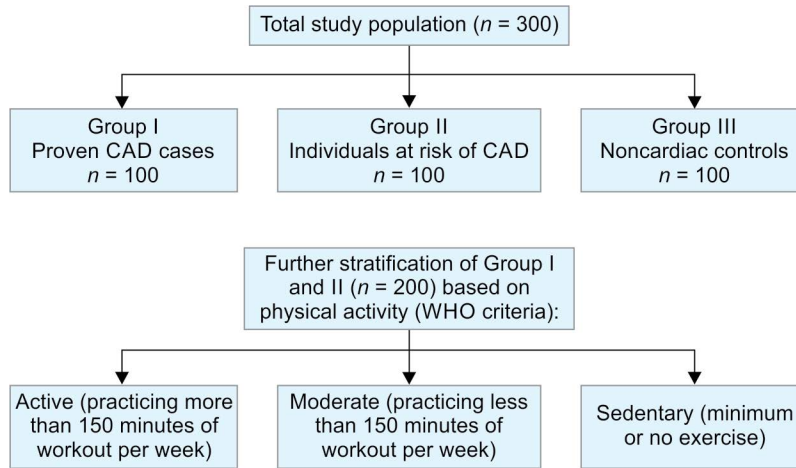 Total study population (n = 300)
Group I
Proven CAD cases
n = 100
Group II
Individuals at risk of CAD
n = 100
Group III
Noncardiac controls
n = 100
Further stratification of Group I
and II (n = 200) based on
physical activity (WHO criteria):
Active (practicing more
than 150 minutes of
workout per week)
Moderate (practicing less
than 150 minutes of
workout per week)
Sedentary (minimum
or no exercise)